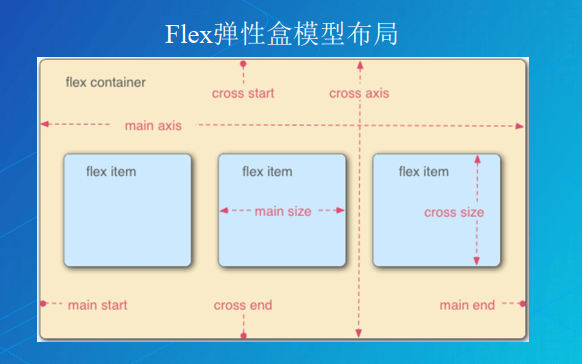 Flex弹性盒模型布局
flex container
cross start
cross axis
main axis
flex item
flex item
flex item
main size
cross size
main start
cross end
main end